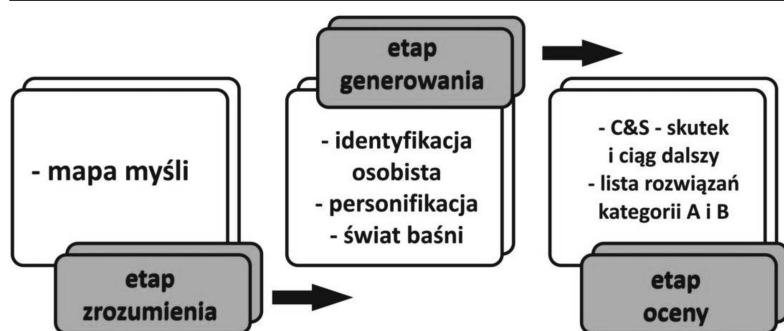 - mapa myśli
etap
zrozumienia
etap
generowania
- identyfikacja
osobista
- personifikacja
- świat baśni
- C&S - skutek
i ciąg dalszy
- lista rozwiązań
kategorii A i B
etap
oceny